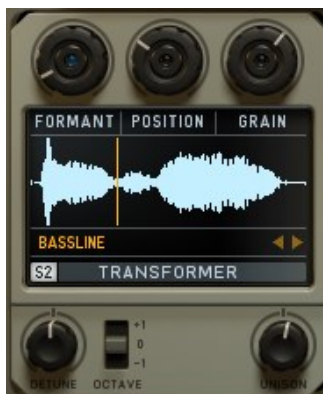 FORMANT POSITION GRAIN
BASSLINE
S2 TRANSFORMER
+1
0
-1
DETUNE OCTAVE UNISON